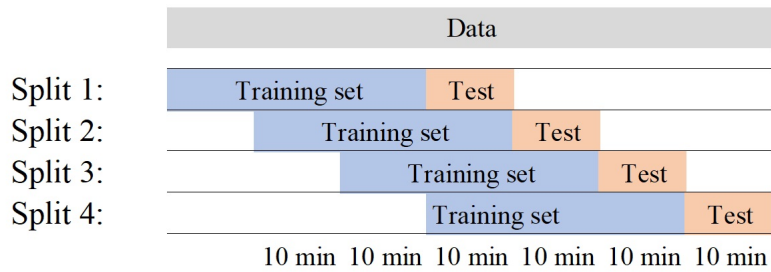 Data
Split 1: Training set Test
Split 2: Training set Test
Split 3: Training set Test
Split 4: Training set Test
10 min 10 min 10 min 10 min 10 min 10 min